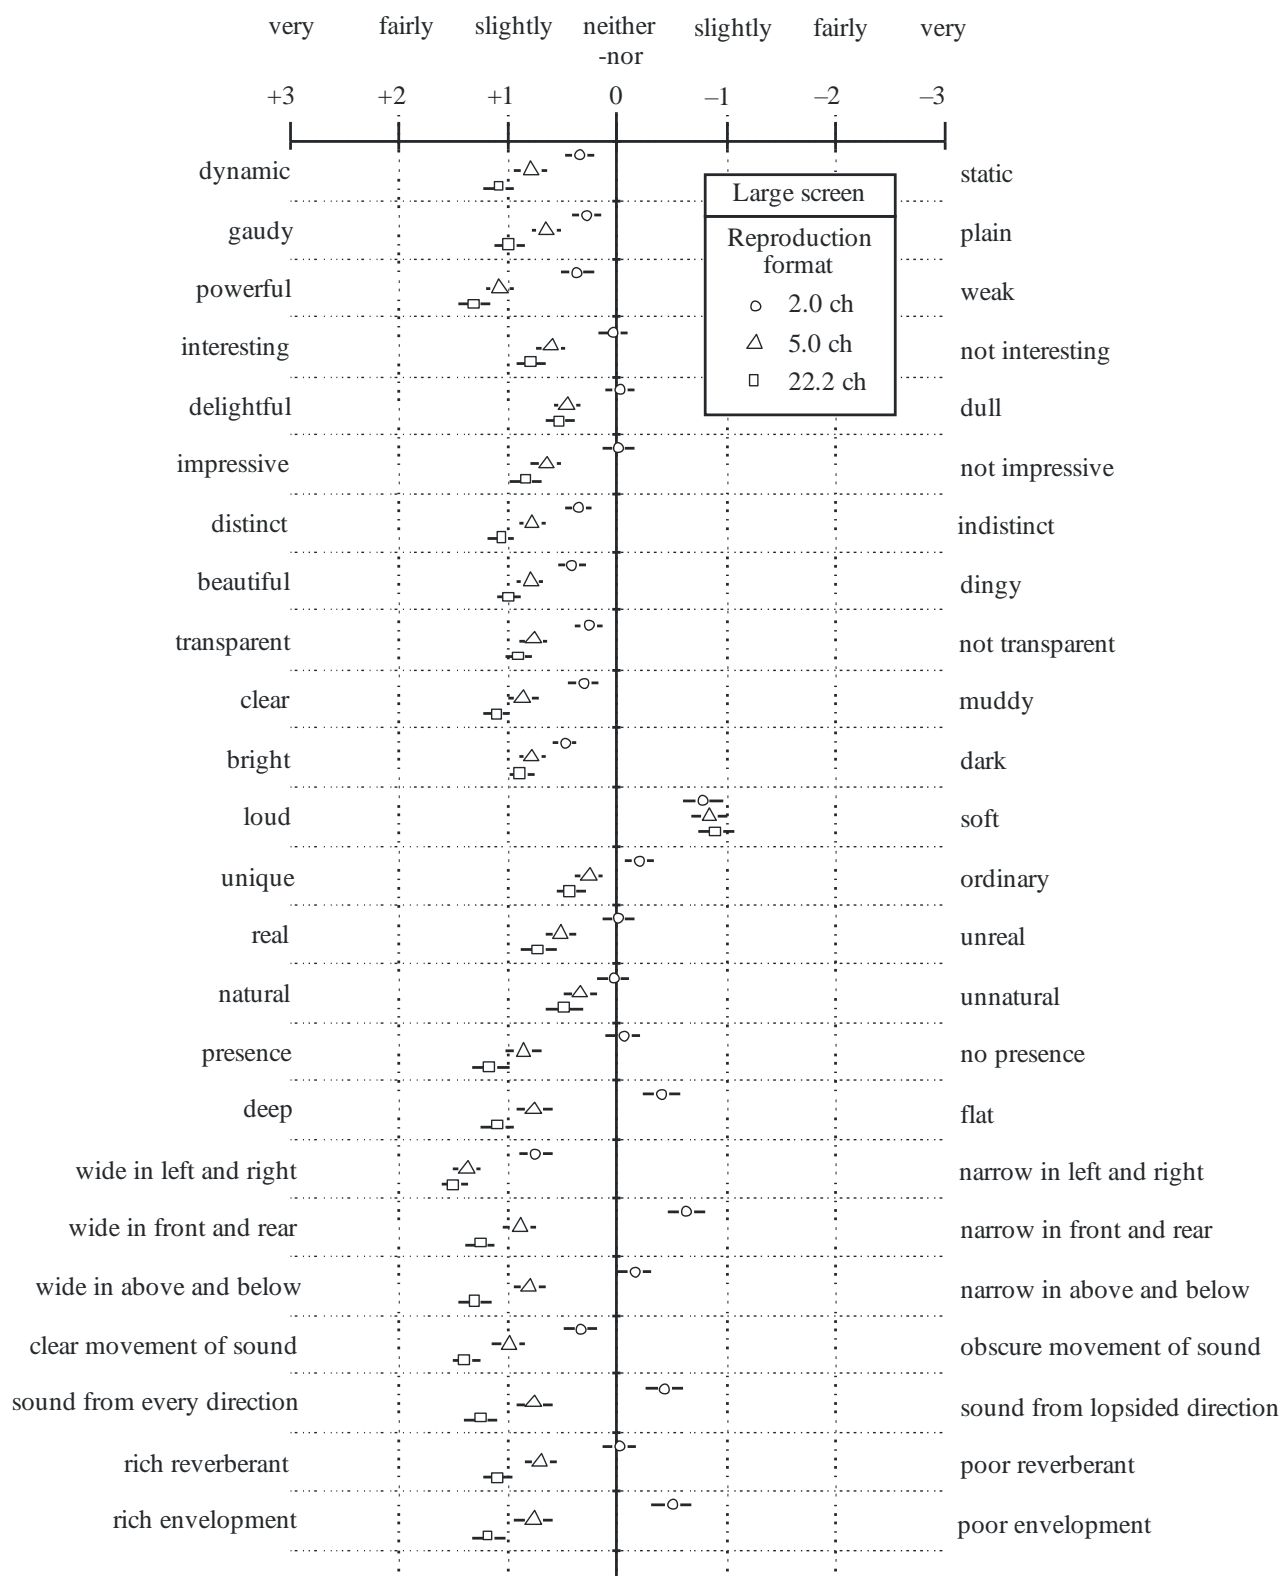 very fairly slightly neither slightly fairly very
-nor
+3 +2 +1 0 –1 –2 –3
dynamic static
Large screen
gaudy plain
Reproduction
format
powerful weak
2.0 ch
interesting not interesting
5.0 ch
22.2 ch
delightful dull
impressive not impressive
distinct indistinct
beautiful dingy
transparent not transparent
clear muddy
bright dark
loud soft
unique ordinary
real unreal
natural unnatural
presence no presence
deep flat
wide in left and right narrow in left and right
wide in front and rear narrow in front and rear
wide in above and below narrow in above and below
clear movement of sound obscure movement of sound
sound from every direction sound from lopsided direction
rich reverberant poor reverberant
rich envelopment poor envelopment